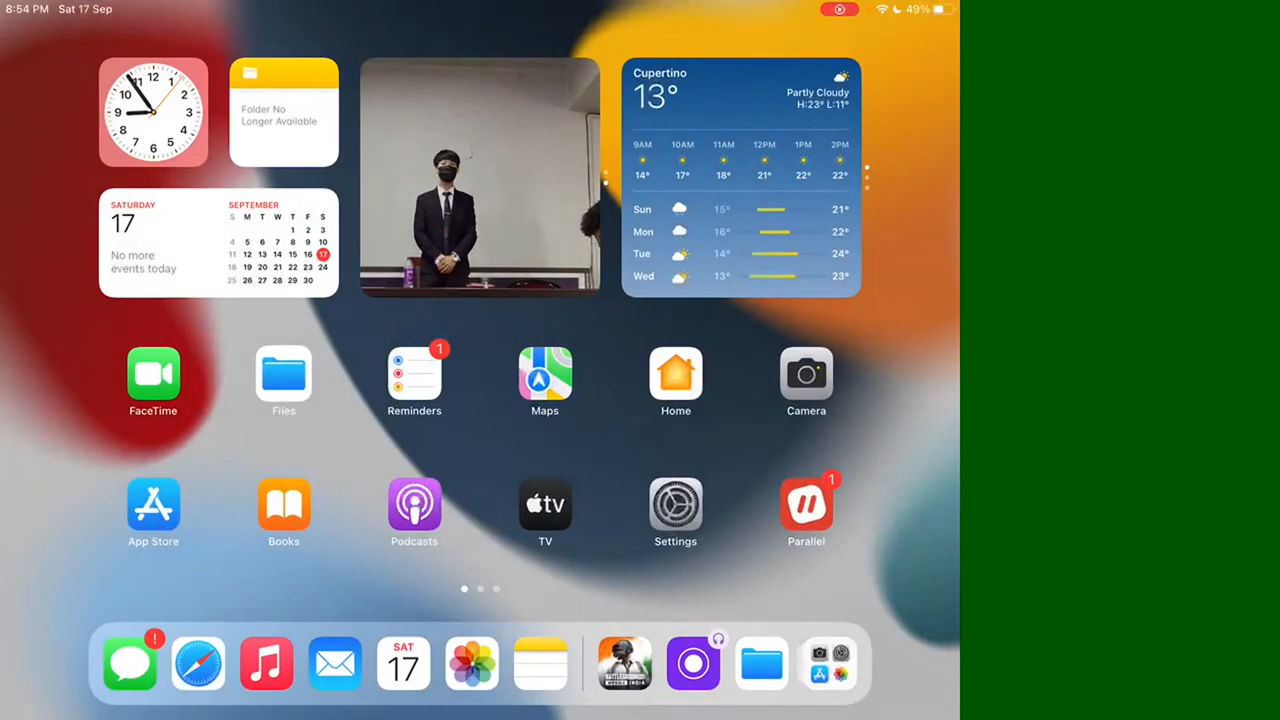 8:54 PM Sat 17 Sep
49%
12
1
2
3
4
5
6
7
8
9
10
11
Folder No
Longer Available
SATURDAY
17
No more
events today
SEPTEMBER
S M T W T F S
1 2 3
4 5 6 7 8 9 10
11 12 13 14 15 16 17
18 19 20 21 22 23 24
25 26 27 28 29 30
Cupertino
13°
Partly Cloudy
H:23° L:11°
9AM 10AM 11AM 12PM 1PM 2PM
14° 17° 18° 21° 22° 22°
Sun 15° 21°
Mon 16° 22°
Tue 14° 24°
Wed 13° 23°
1
FaceTime Files Reminders Maps Home Camera
tv
1
App Store Books Podcasts TV Settings Parallel
!
SAT
17